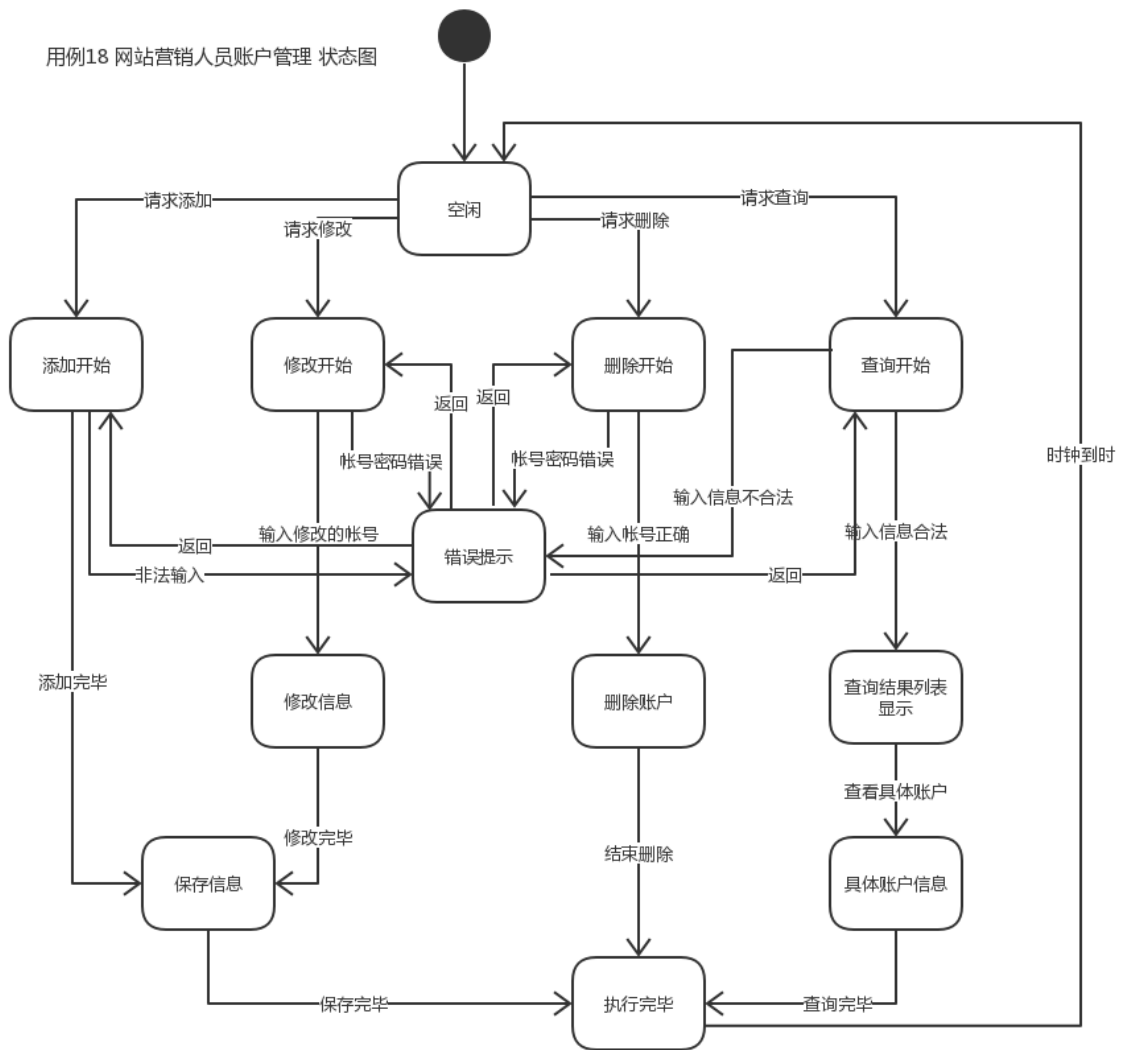 用例18 网站营销人员账户管理 状态图
空闲
请求添加
请求查询
请求修改
请求删除
添加开始
修改开始
删除开始
查询开始
返回
返回
时钟到时
帐号密码错误
帐号密码错误
输入信息不合法
输入修改的帐号
输入帐号正确
输入信息合法
返回
错误提示
非法输入
返回
添加完毕
修改信息
删除账户
查询结果列表
显示
查看具体账户
修改完毕
结束删除
保存信息
具体账户信息
保存完毕
执行完毕
查询完毕